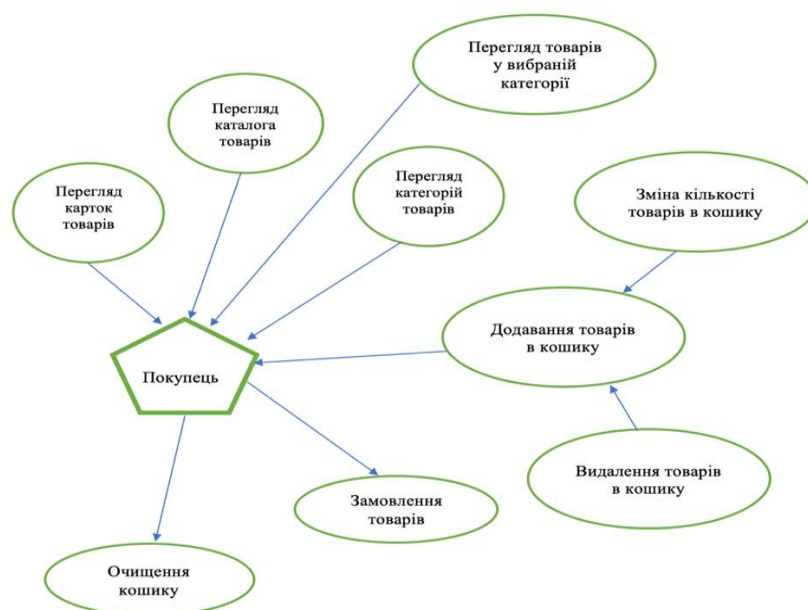 Перегляд товарів
у вибраній
категорії
Перегляд
каталога
товарів
Перегляд
карток
товарів
Перегляд
категорій
товарів
Зміна кількості
товарів в кошику
Додавання товарів
в кошику
Покупець
Видалення товарів
в кошику
Замовлення
товарів
Очищення
кошику